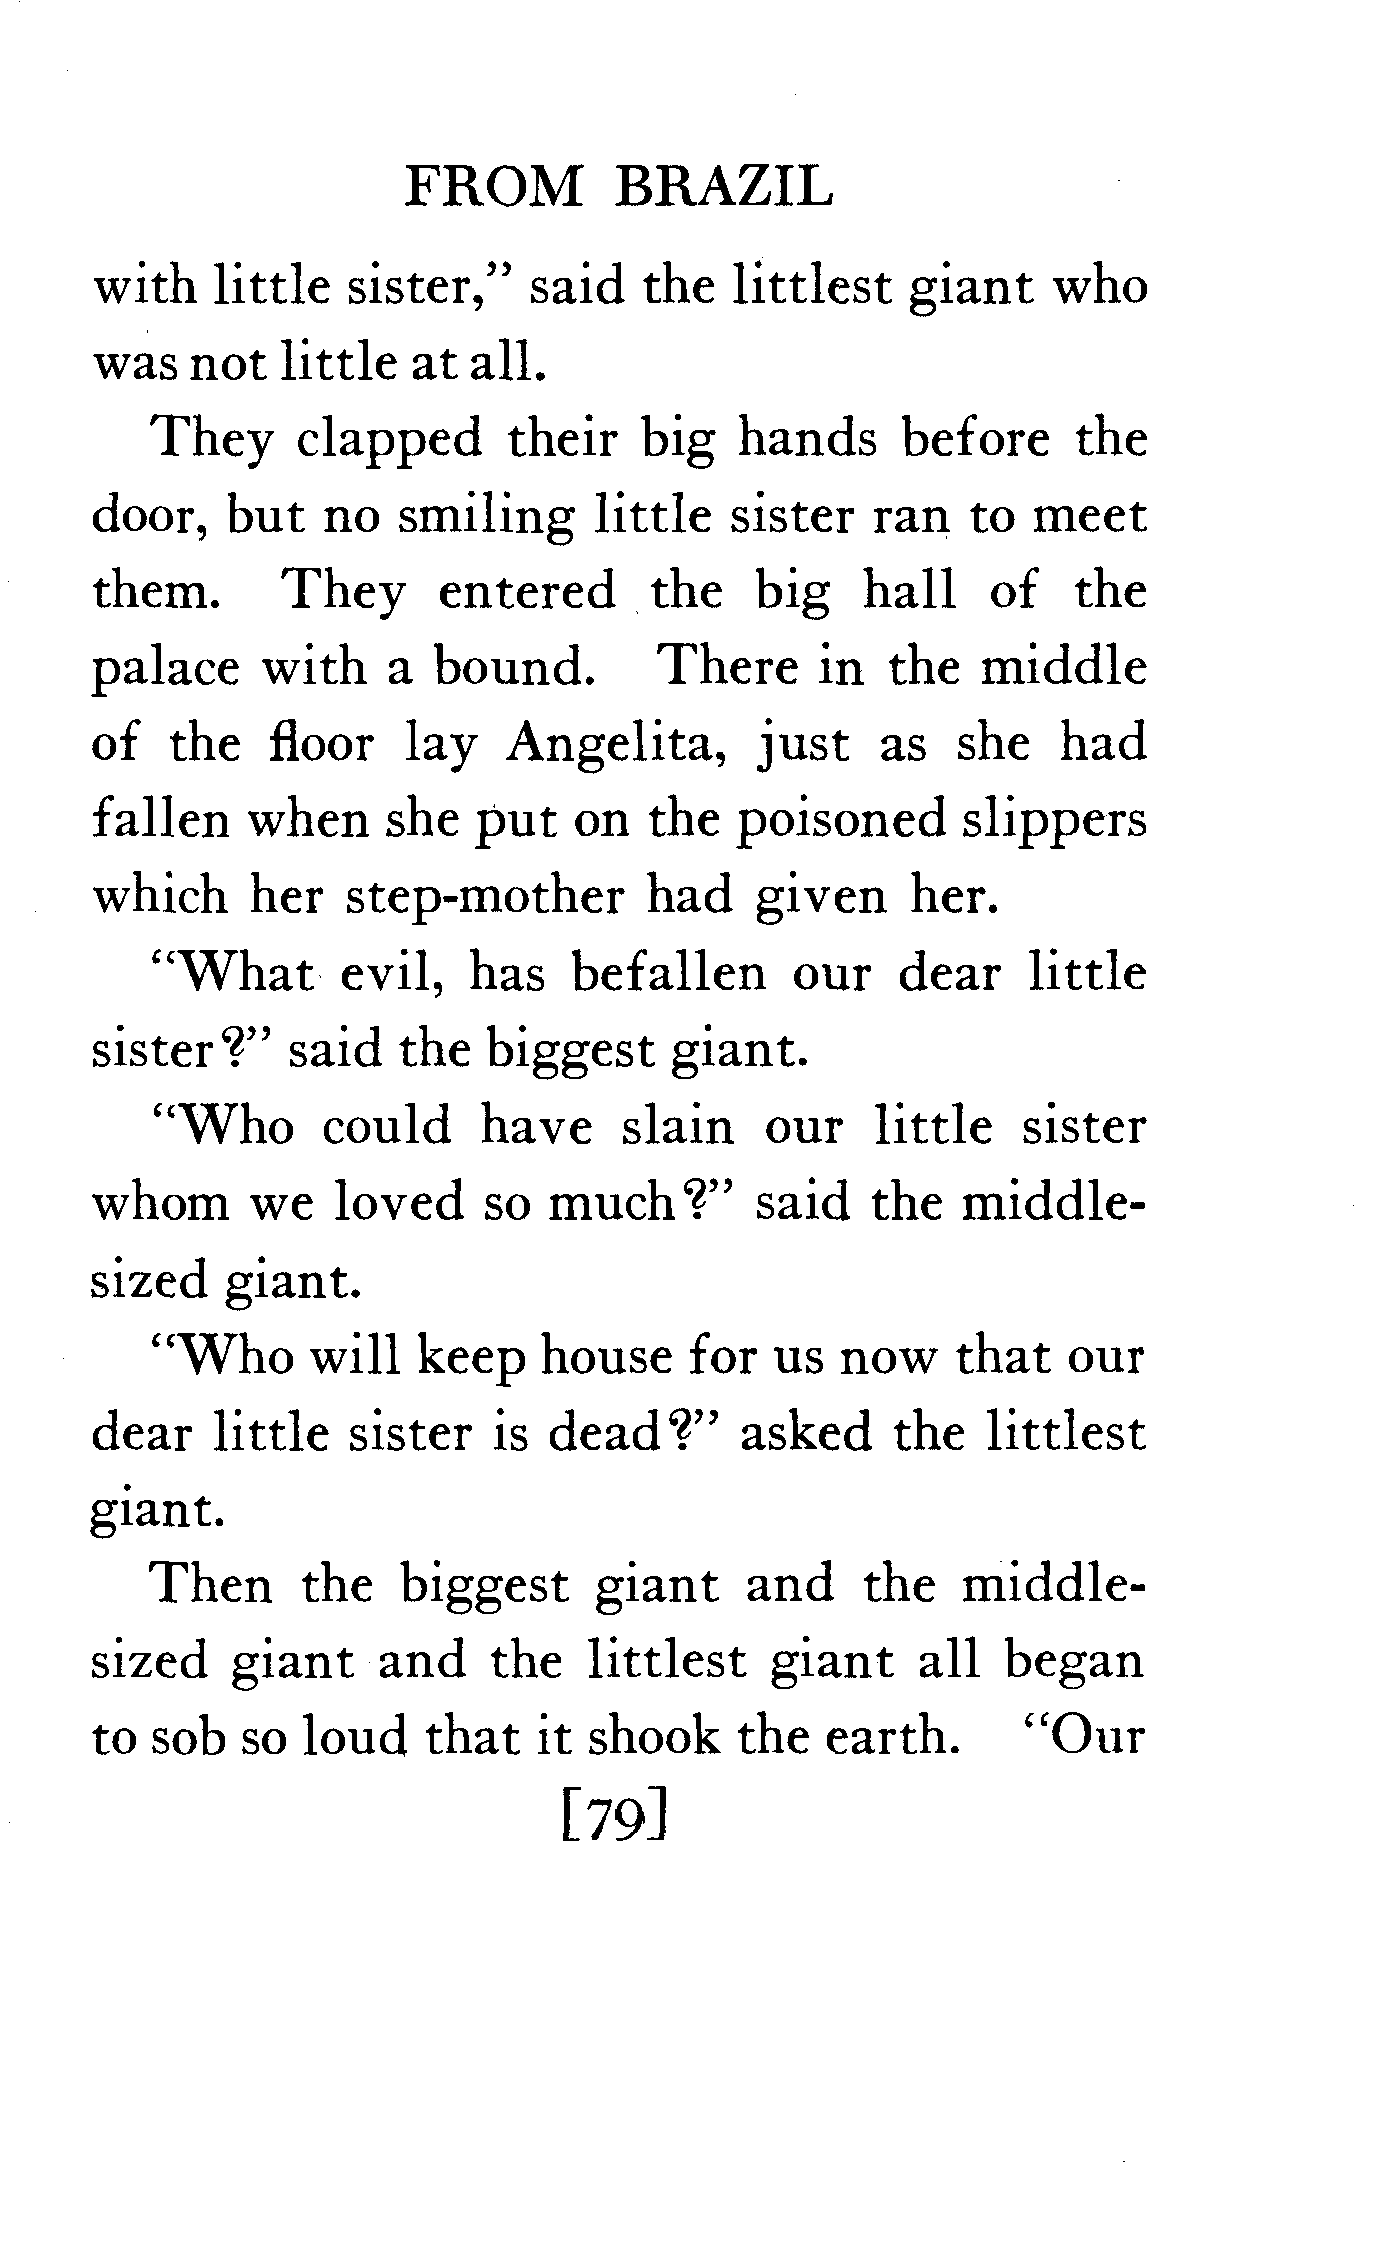 FROM BRAZIL
with little sister,” said the littlest giant who
was not little at all.
They clapped their big hands before the
door, but no smiling little sister ran to meet
them. They entered the big hall of the
palace with a bound. There in the middle
of the floor lay Angelita, just as she had
fallen when she put on the poisoned slippers
which her step-mother had given her.
“What evil, has befallen our dear little
sister?” said the biggest giant.
“Who could have slain our little sister
whom we loved so much?” said the middle-
sized giant.
“Who will keep house for us now that our
dear little sister is dead?” asked the littlest
giant.
Then the biggest giant and the middle-
sized giant and the littlest giant all began
to sob so loud that it shook the earth. “Our
[79]